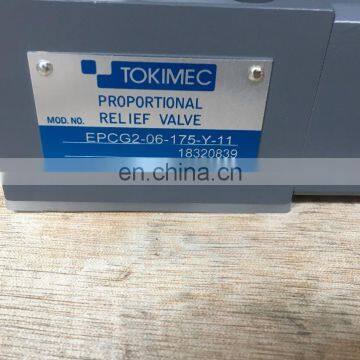 TOKIMEC
PROPORTIONAL
RELIEF VALVE
MOD. NO.
EPCG2-06-175-Y-11
18320839
en.china.cn